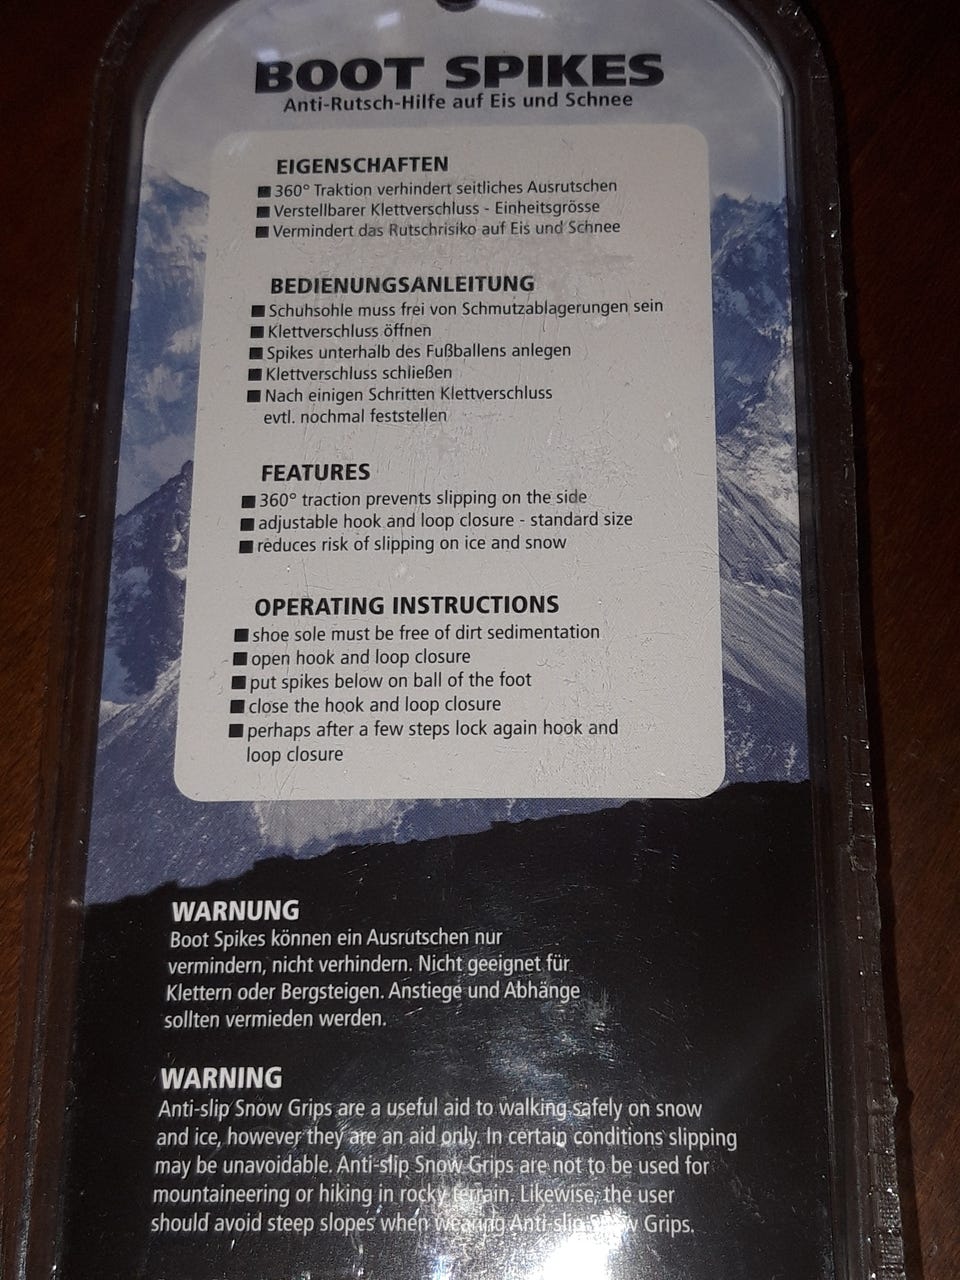 BOOT SPIKES
Anti-Rutsch-Hilfe auf Eis und Schnee
EIGENSCHAFTEN
■ 360° Traktion verhindert seitliches Ausrutschen
■ Verstellbarer Klettverschluss - Einheitsgrösse
■ Vermindert das Rutschrisiko auf Eis und Schnee
BEDIENUNGSANLEITUNG
■ Schuhsohle muss frei von Schmutzablagerungen sein
■ Klettverschluss öffnen
■ Spikes unterhalb des Fußballens anlegen
■ Klettverschluss schließen
■ Nach einigen Schritten Klettverschluss
evtl. nochmal feststellen
FEATURES
■ 360° traction prevents slipping on the side
■ adjustable hook and loop closure - standard size
■ reduces risk of slipping on ice and snow
OPERATING INSTRUCTIONS
■ shoe sole must be free of dirt sedimentation
■ open hook and loop closure
■ put spikes below on ball of the foot
■ close the hook and loop closure
■ perhaps after a few steps lock again hook and
loop closure
WARNUNG
Boot Spikes können ein Ausrutschen nur
vermindern, nicht verhindern. Nicht geeignet für
Klettern oder Bergsteigen. Anstiege und Abhänge
sollten vermieden werden.
WARNING
Anti-slip Snow Grips are a useful aid to walking safely on snow
and ice, however they are an aid only. In certain conditions slipping
may be unavoidable. Anti-slip Snow Grips are not to be used for
mountaineering or hiking in rocky terrain. Likewise, the user
should avoid steep slopes when wearing Anti-slip Snow Grips.